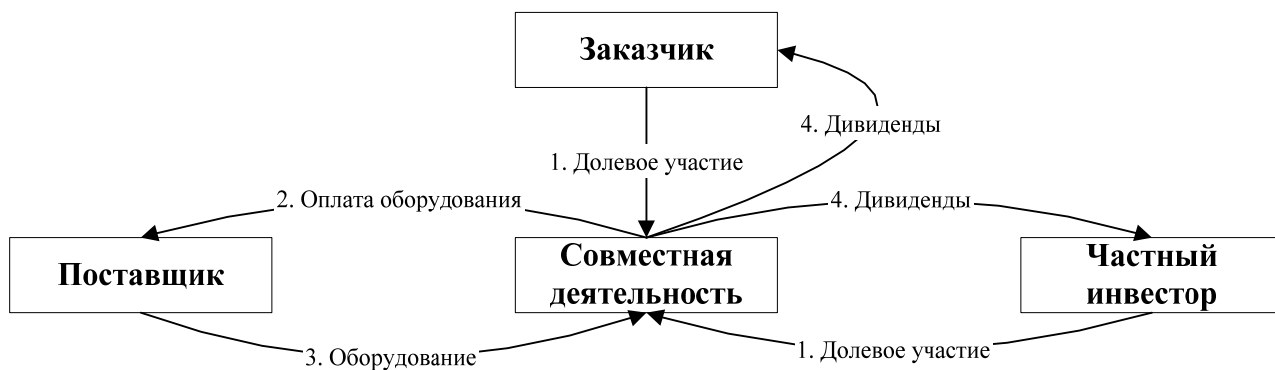 Заказчик
4. Дивиденды
1. Долевое участие
2. Оплата оборудования
4. Дивиденды
Поставщик
Совместная
деятельность
Частный
инвестор
3. Оборудование
1. Долевое участие